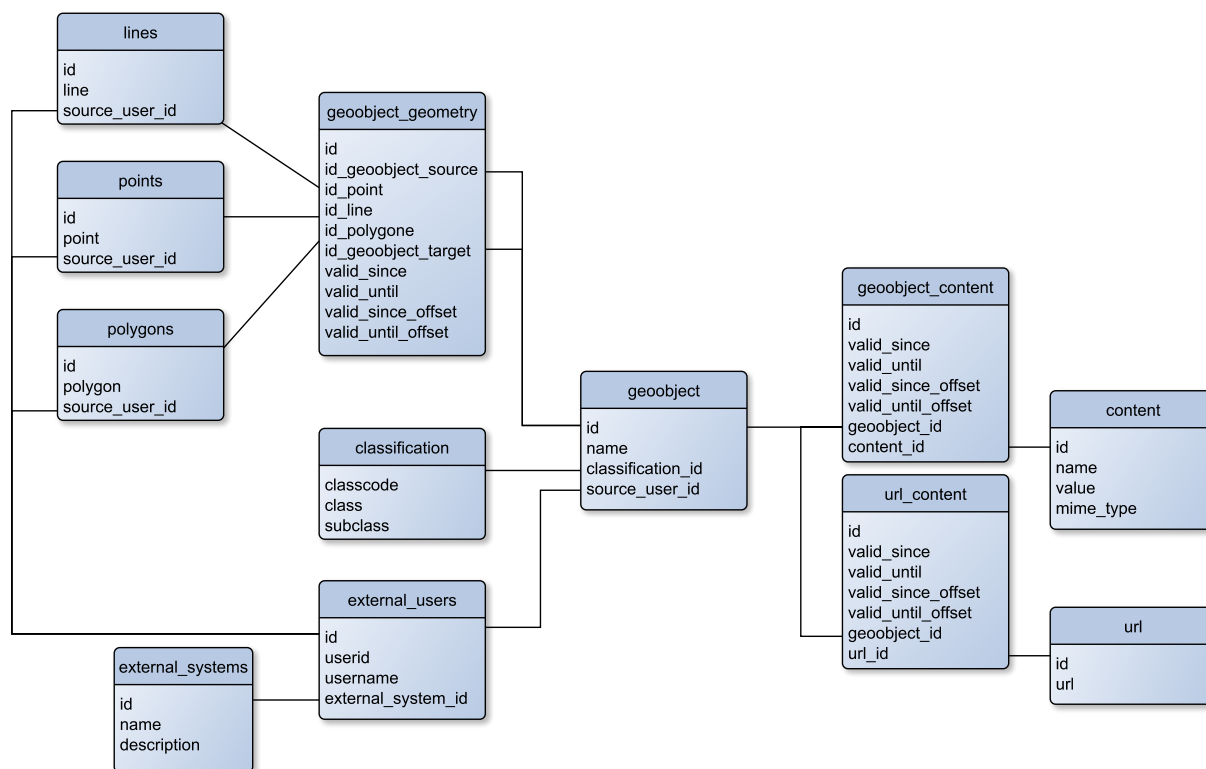 lines
id
line
source_user_id
points
id
point
source_user_id
polygons
id
polygon
source_user_id
geoobject_geometry
id
id_geoobject_source
id_point
id_line
id_polygone
id_geoobject_target
valid_since
valid_until
valid_since_offset
valid_until_offset
classification
classcode
class
subclass
external_users
id
userid
username
external_system_id
external_systems
id
name
description
geoobject
id
name
classification_id
source_user_id
geoobject_content
id
valid_since
valid_until
valid_since_offset
valid_until_offset
geoobject_id
content_id
url_content
id
valid_since
valid_until
valid_since_offset
valid_until_offset
geoobject_id
url_id
content
id
name
value
mime_type
url
id
url